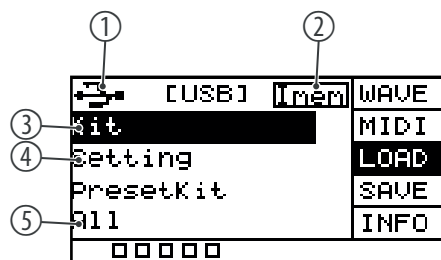 ① ②
[USB] Imem WAVE
③ Kit MIDI
④ Setting LOAD
PresetKit SAVE
⑤ All INFO